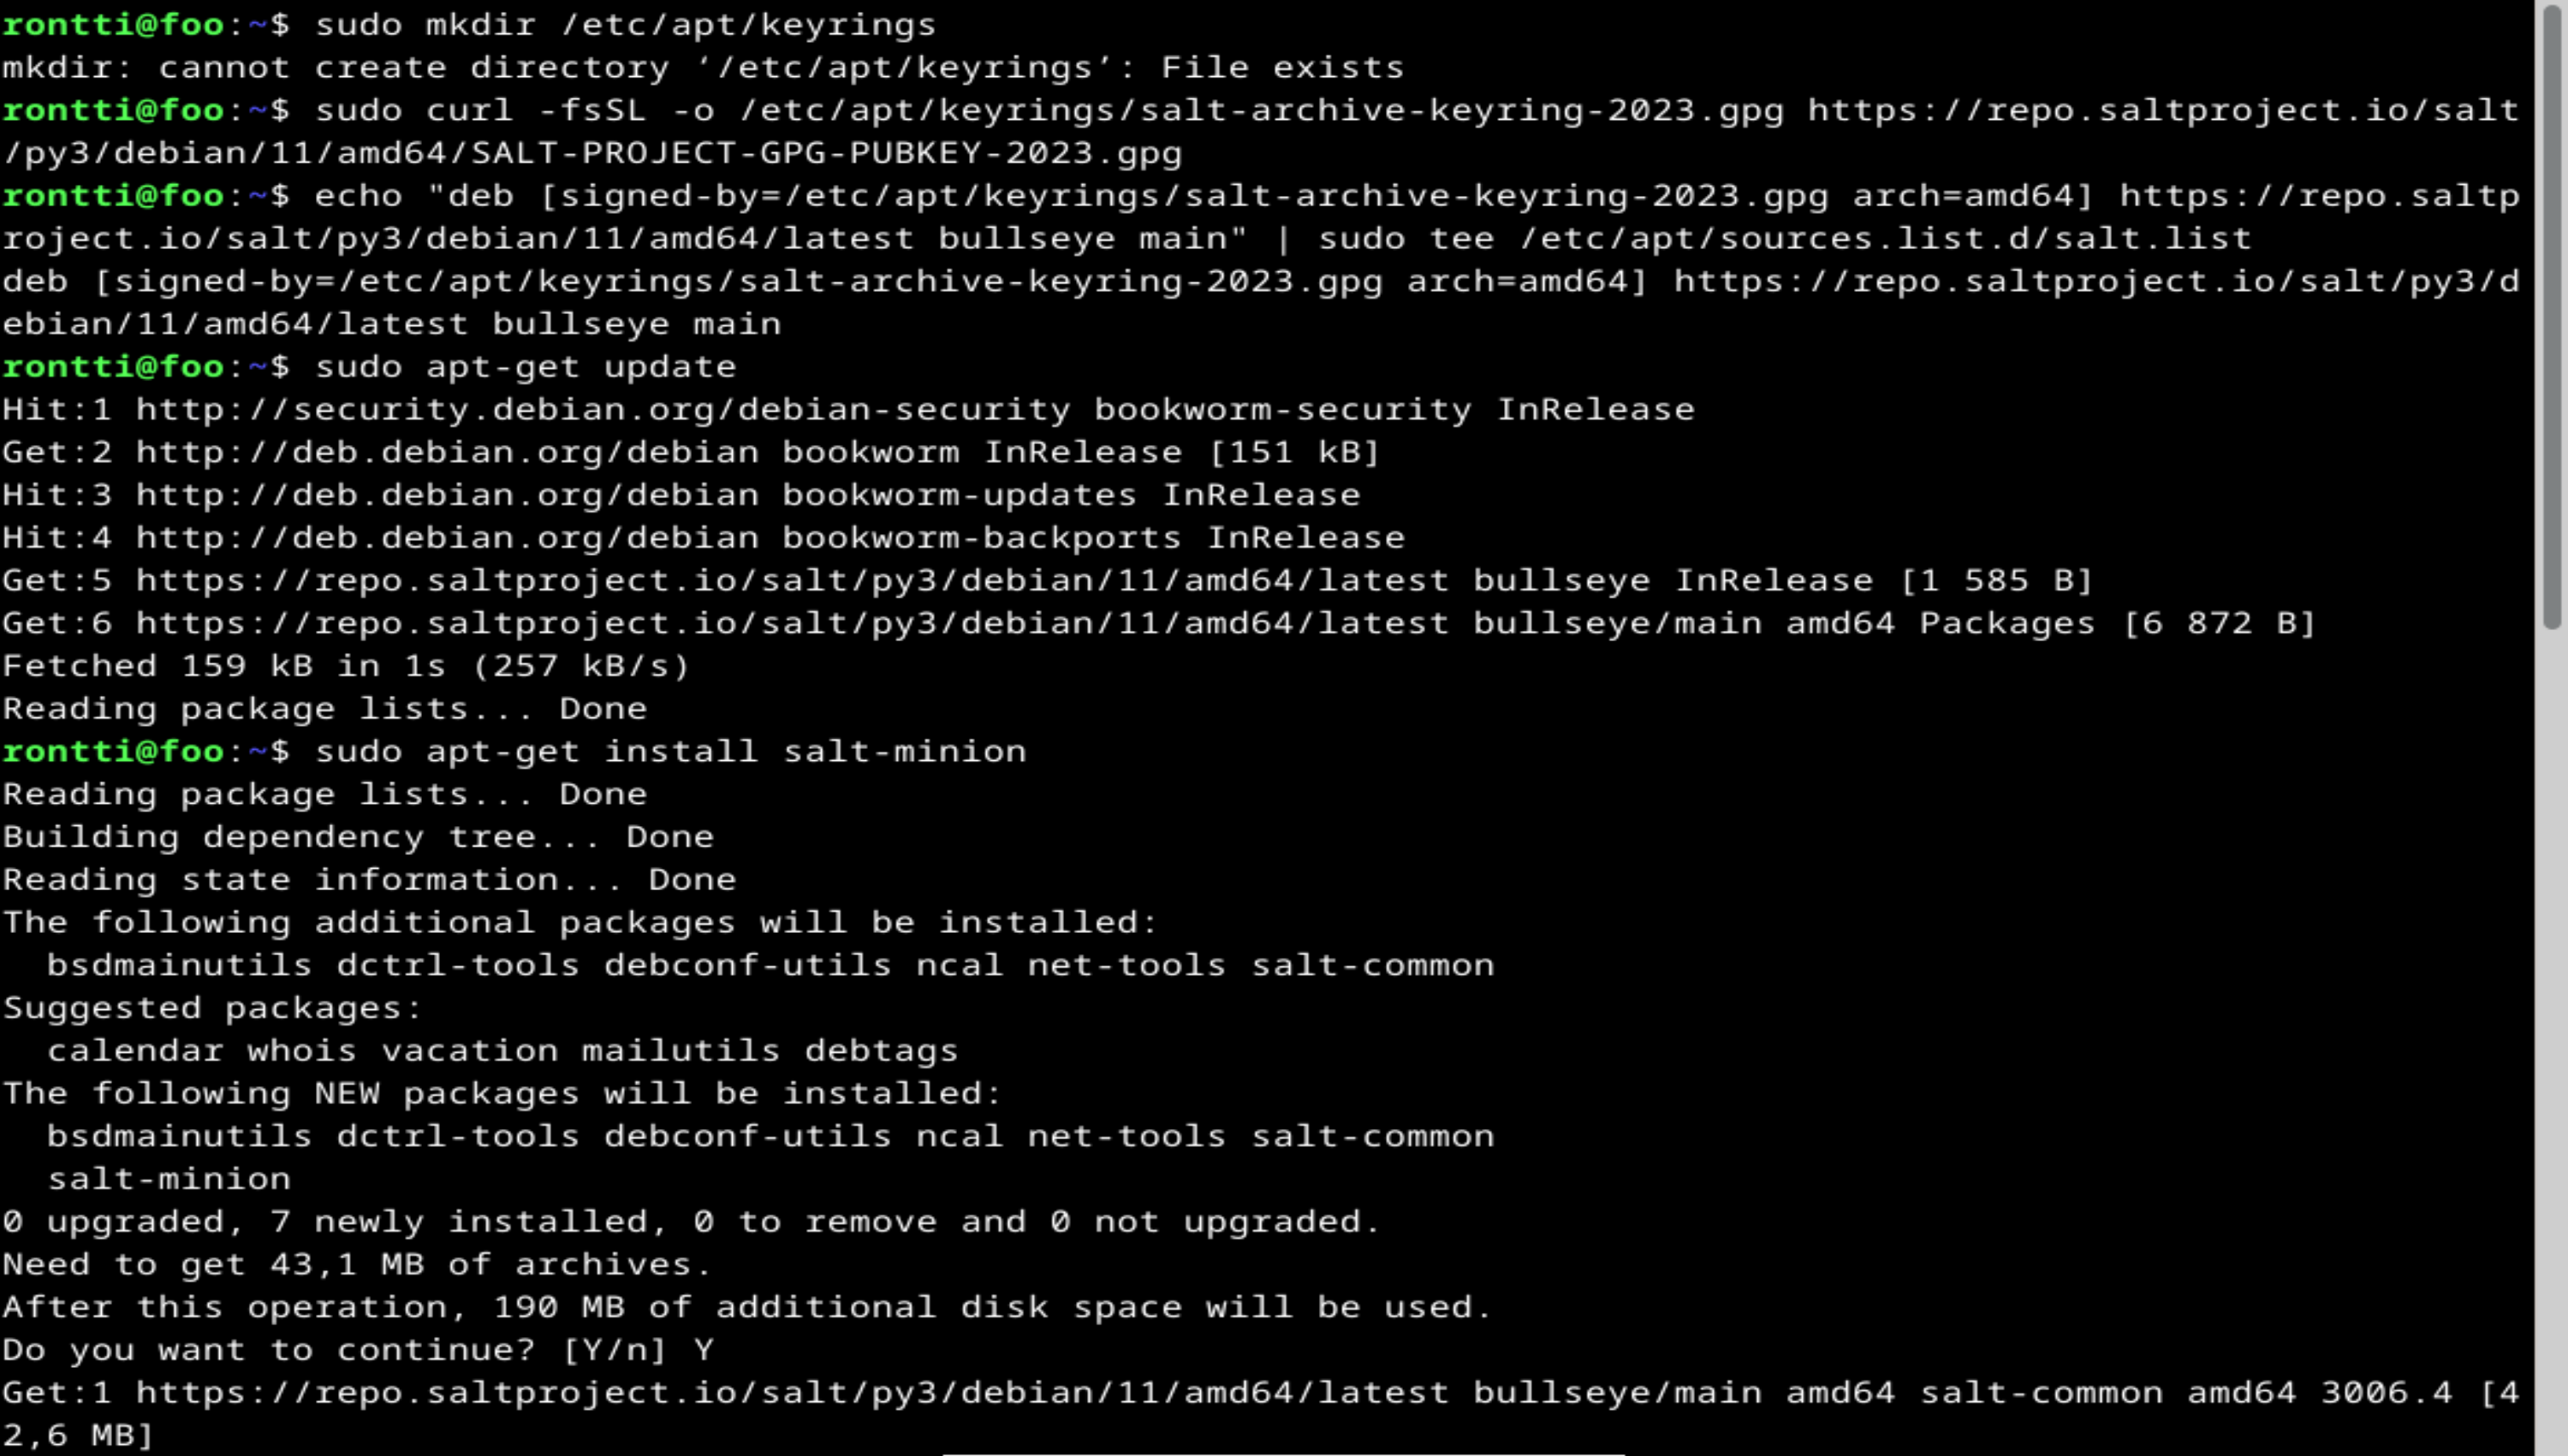 rontti@foo:~$ sudo mkdir /etc/apt/keyrings
mkdir: cannot create directory ‘/etc/apt/keyrings’: File exists
rontti@foo:~$ sudo curl -fsSL -o /etc/apt/keyrings/salt-archive-keyring-2023.gpg https://repo.saltproject.io/salt
/py3/debian/11/amd64/SALT-PROJECT-GPG-PUBKEY-2023.gpg
rontti@foo:~$ echo "deb [signed-by=/etc/apt/keyrings/salt-archive-keyring-2023.gpg arch=amd64] https://repo.saltp
roject.io/salt/py3/debian/11/amd64/latest bullseye main" | sudo tee /etc/apt/sources.list.d/salt.list
deb [signed-by=/etc/apt/keyrings/salt-archive-keyring-2023.gpg arch=amd64] https://repo.saltproject.io/salt/py3/d
ebian/11/amd64/latest bullseye main
rontti@foo:~$ sudo apt-get update
Hit:1 http://security.debian.org/debian-security bookworm-security InRelease
Get:2 http://deb.debian.org/debian bookworm InRelease [151 kB]
Hit:3 http://deb.debian.org/debian bookworm-updates InRelease
Hit:4 http://deb.debian.org/debian bookworm-backports InRelease
Get:5 https://repo.saltproject.io/salt/py3/debian/11/amd64/latest bullseye InRelease [1 585 B]
Get:6 https://repo.saltproject.io/salt/py3/debian/11/amd64/latest bullseye/main amd64 Packages [6 872 B]
Fetched 159 kB in 1s (257 kB/s)
Reading package lists... Done
rontti@foo:~$ sudo apt-get install salt-minion
Reading package lists... Done
Building dependency tree... Done
Reading state information... Done
The following additional packages will be installed:
  bsdmainutils dctrl-tools debconf-utils ncal net-tools salt-common
Suggested packages:
  calendar whois vacation mailutils debtags
The following NEW packages will be installed:
  bsdmainutils dctrl-tools debconf-utils ncal net-tools salt-common
  salt-minion
0 upgraded, 7 newly installed, 0 to remove and 0 not upgraded.
Need to get 43,1 MB of archives.
After this operation, 190 MB of additional disk space will be used.
Do you want to continue? [Y/n] Y
Get:1 https://repo.saltproject.io/salt/py3/debian/11/amd64/latest bullseye/main amd64 salt-common amd64 3006.4 [4
2,6 MB]